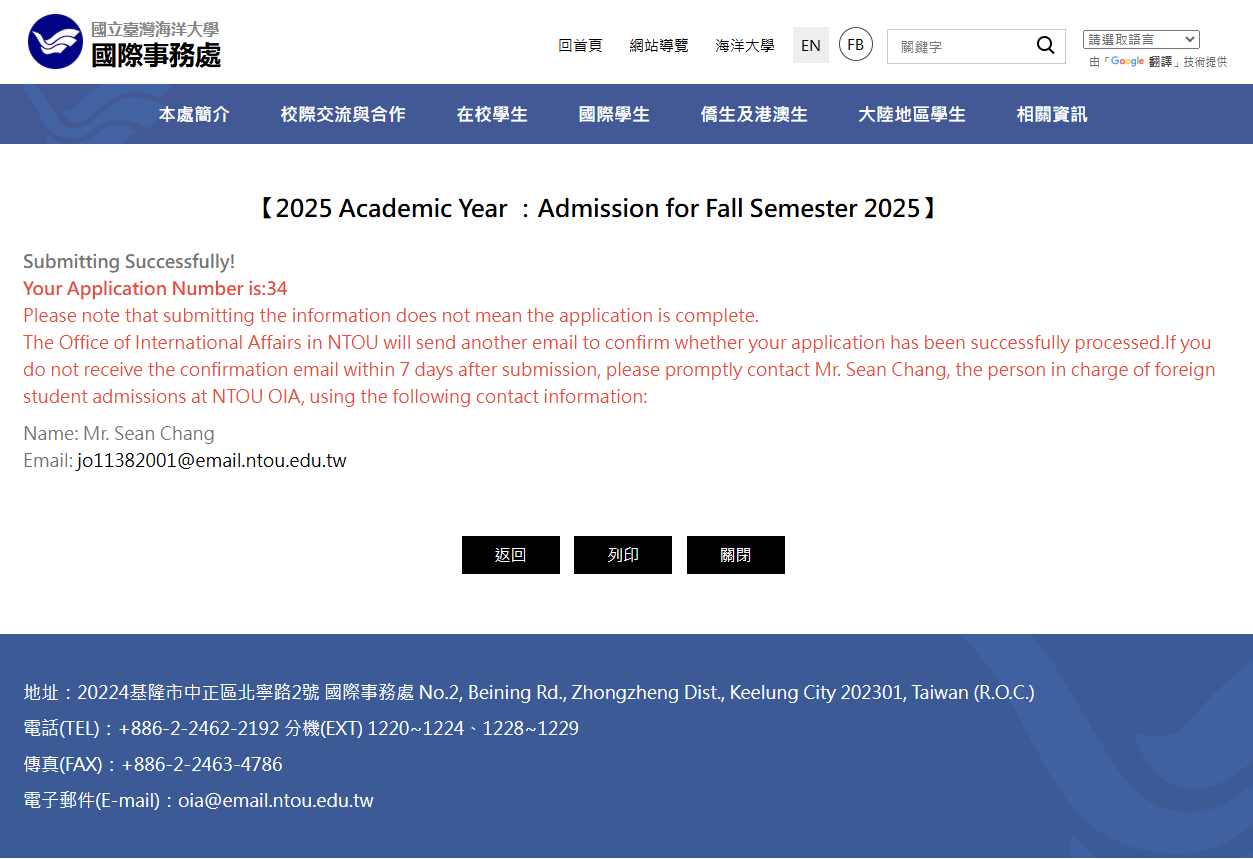 國立臺灣海洋大學
國際事務處
回首頁 網站導覽 海洋大學 EN FB 關鍵字 請選取語言
由「Google 翻譯」技術提供
本處簡介 校際交流與合作 在校學生 國際學生 僑生及港澳生 大陸地區學生 相關資訊
【2025 Academic Year ：Admission for Fall Semester 2025】
Submitting Successfully!
Your Application Number is:34
Please note that submitting the information does not mean the application is complete.
The Office of International Affairs in NTOU will send another email to confirm whether your application has been successfully processed.If you
do not receive the confirmation email within 7 days after submission, please promptly contact Mr. Sean Chang, the person in charge of foreign
student admissions at NTOU OIA, using the following contact information:
Name: Mr. Sean Chang
Email: jo11382001@email.ntou.edu.tw
返回 列印 關閉
地址：20224基隆市中正區北寧路2號 國際事務處 No.2, Beining Rd., Zhongzheng Dist., Keelung City 202301, Taiwan (R.O.C.)
電話(TEL)：+886-2-2462-2192 分機(EXT) 1220~1224、1228~1229
傳真(FAX)：+886-2-2463-4786
電子郵件(E-mail)：oia@email.ntou.edu.tw